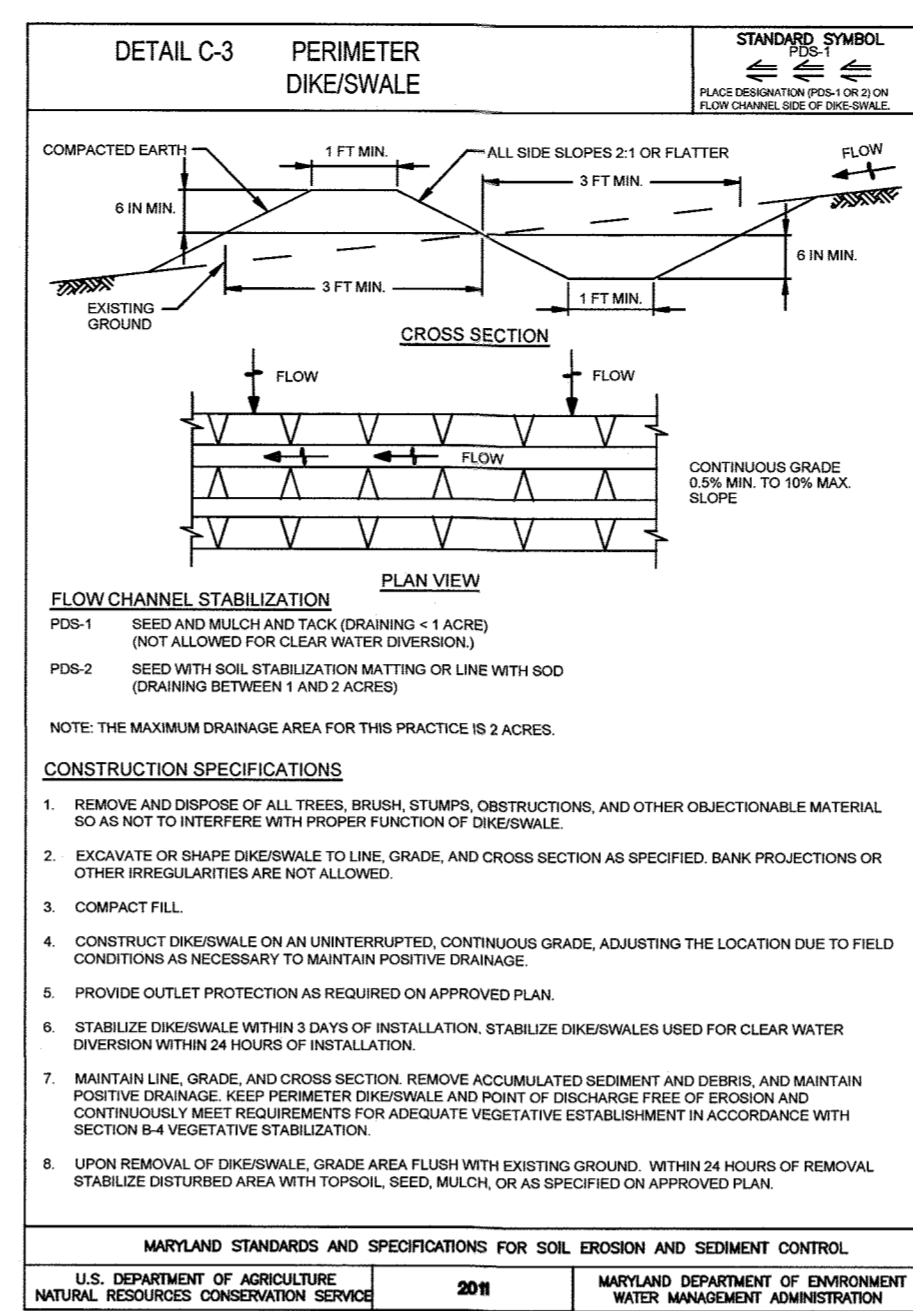 DETAIL C-3 PERIMETER
DIKE/SWALE
STANDARD SYMBOL
PDS-1
PLACE DESIGNATION (PDS-1 OR 2) ON
FLOW CHANNEL SIDE OF DIKE-SWALE.
COMPACTED EARTH
1 FT MIN.
ALL SIDE SLOPES 2:1 OR FLATTER
FLOW
3 FT MIN.
6 IN MIN.
6 IN MIN.
3 FT MIN.
1 FT MIN.
EXISTING
GROUND
CROSS SECTION
FLOW
FLOW
FLOW
CONTINUOUS GRADE
0.5% MIN. TO 10% MAX.
SLOPE
PLAN VIEW
FLOW CHANNEL STABILIZATION
PDS-1 SEED AND MULCH AND TACK (DRAINING < 1 ACRE)
(NOT ALLOWED FOR CLEAR WATER DIVERSION.)
PDS-2 SEED WITH SOIL STABILIZATION MATTING OR LINE WITH SOD
(DRAINING BETWEEN 1 AND 2 ACRES)
NOTE: THE MAXIMUM DRAINAGE AREA FOR THIS PRACTICE IS 2 ACRES.
CONSTRUCTION SPECIFICATIONS
1. REMOVE AND DISPOSE OF ALL TREES, BRUSH, STUMPS, OBSTRUCTIONS, AND OTHER OBJECTIONABLE MATERIAL
SO AS NOT TO INTERFERE WITH PROPER FUNCTION OF DIKE/SWALE.
2. EXCAVATE OR SHAPE DIKE/SWALE TO LINE, GRADE, AND CROSS SECTION AS SPECIFIED. BANK PROJECTIONS OR
OTHER IRREGULARITIES ARE NOT ALLOWED.
3. COMPACT FILL.
4. CONSTRUCT DIKE/SWALE ON AN UNINTERRUPTED, CONTINUOUS GRADE, ADJUSTING THE LOCATION DUE TO FIELD
CONDITIONS AS NECESSARY TO MAINTAIN POSITIVE DRAINAGE.
5. PROVIDE OUTLET PROTECTION AS REQUIRED ON APPROVED PLAN.
6. STABILIZE DIKE/SWALE WITHIN 3 DAYS OF INSTALLATION. STABILIZE DIKE/SWALES USED FOR CLEAR WATER
DIVERSION WITHIN 24 HOURS OF INSTALLATION.
7. MAINTAIN LINE, GRADE, AND CROSS SECTION. REMOVE ACCUMULATED SEDIMENT AND DEBRIS, AND MAINTAIN
POSITIVE DRAINAGE. KEEP PERIMETER DIKE/SWALE AND POINT OF DISCHARGE FREE OF EROSION AND
CONTINUOUSLY MEET REQUIREMENTS FOR ADEQUATE VEGETATIVE ESTABLISHMENT IN ACCORDANCE WITH
SECTION B-4 VEGETATIVE STABILIZATION.
8. UPON REMOVAL OF DIKE/SWALE, GRADE AREA FLUSH WITH EXISTING GROUND. WITHIN 24 HOURS OF REMOVAL
STABILIZE DISTURBED AREA WITH TOPSOIL, SEED, MULCH, OR AS SPECIFIED ON APPROVED PLAN.
MARYLAND STANDARDS AND SPECIFICATIONS FOR SOIL EROSION AND SEDIMENT CONTROL
U.S. DEPARTMENT OF AGRICULTURE
NATURAL RESOURCES CONSERVATION SERVICE
2011
MARYLAND DEPARTMENT OF ENVIRONMENT
WATER MANAGEMENT ADMINISTRATION